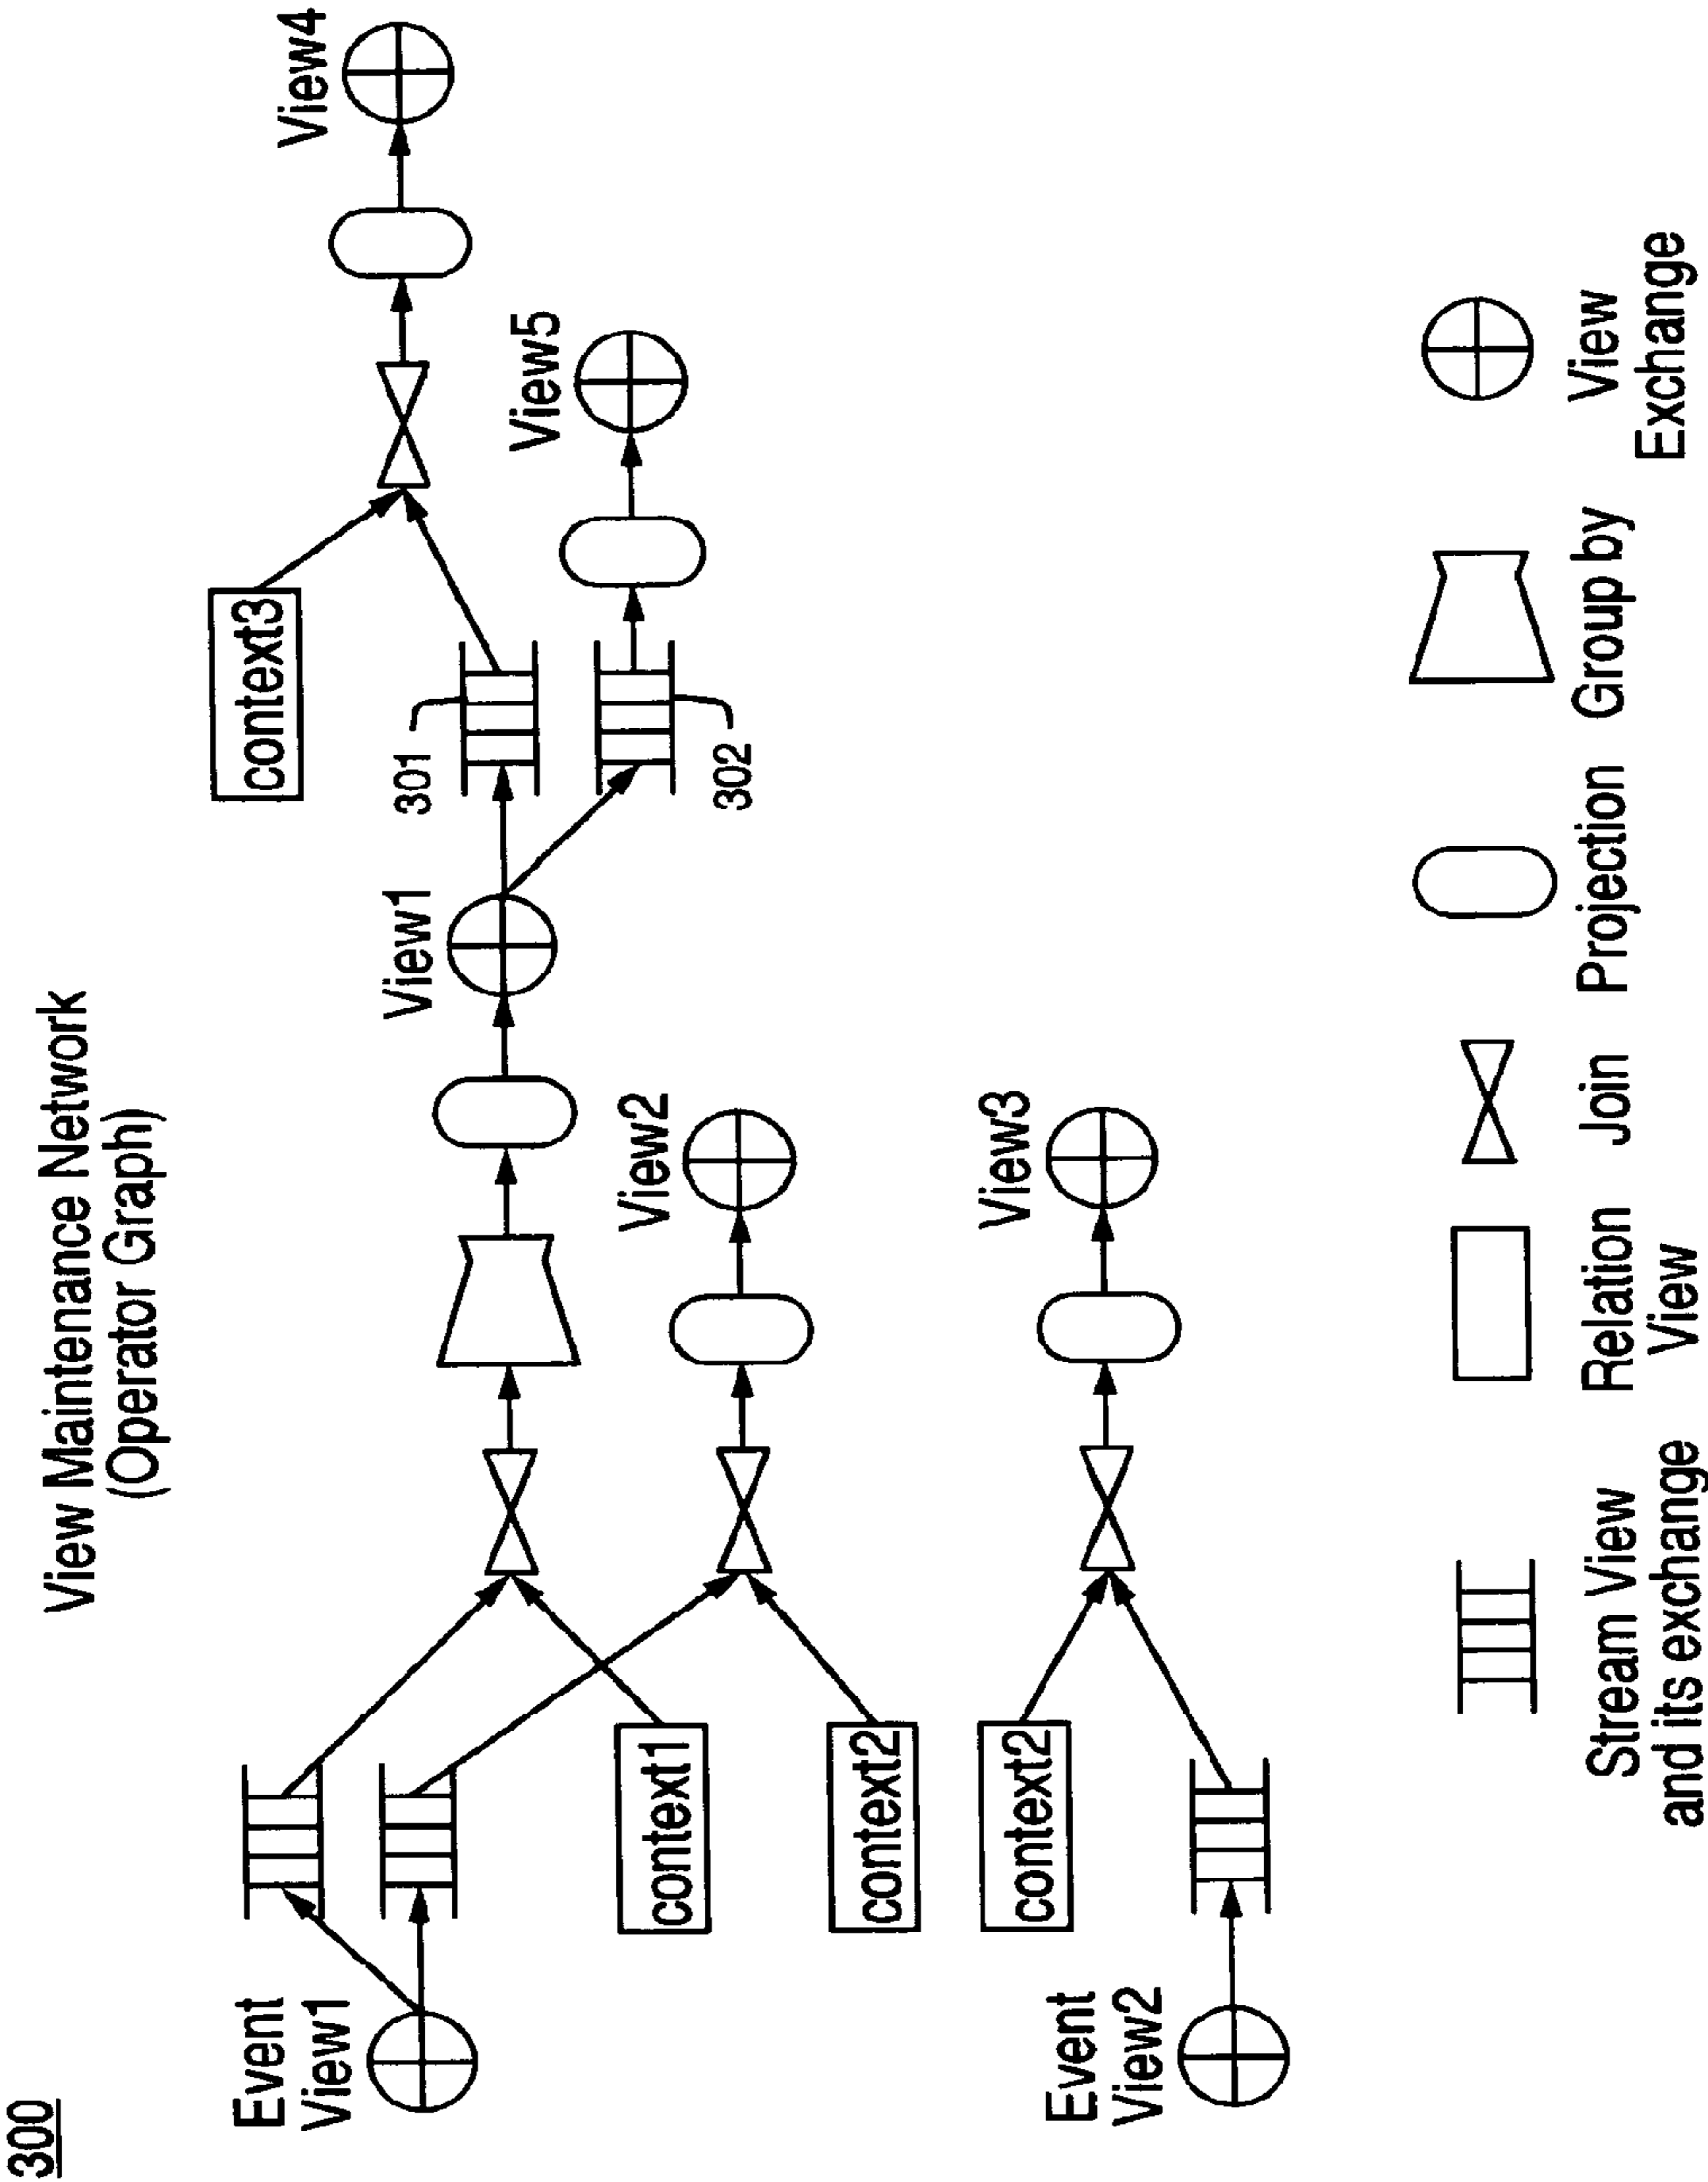 300
View Maintenance Network
(Operator Graph)
Event
View1
context1
context2
View2
View1
301
302
context3
View5
View4
Event
View2
context2
View3
Stream View
and its exchange
Relation
View
Join
Projection
Group by
View
Exchange